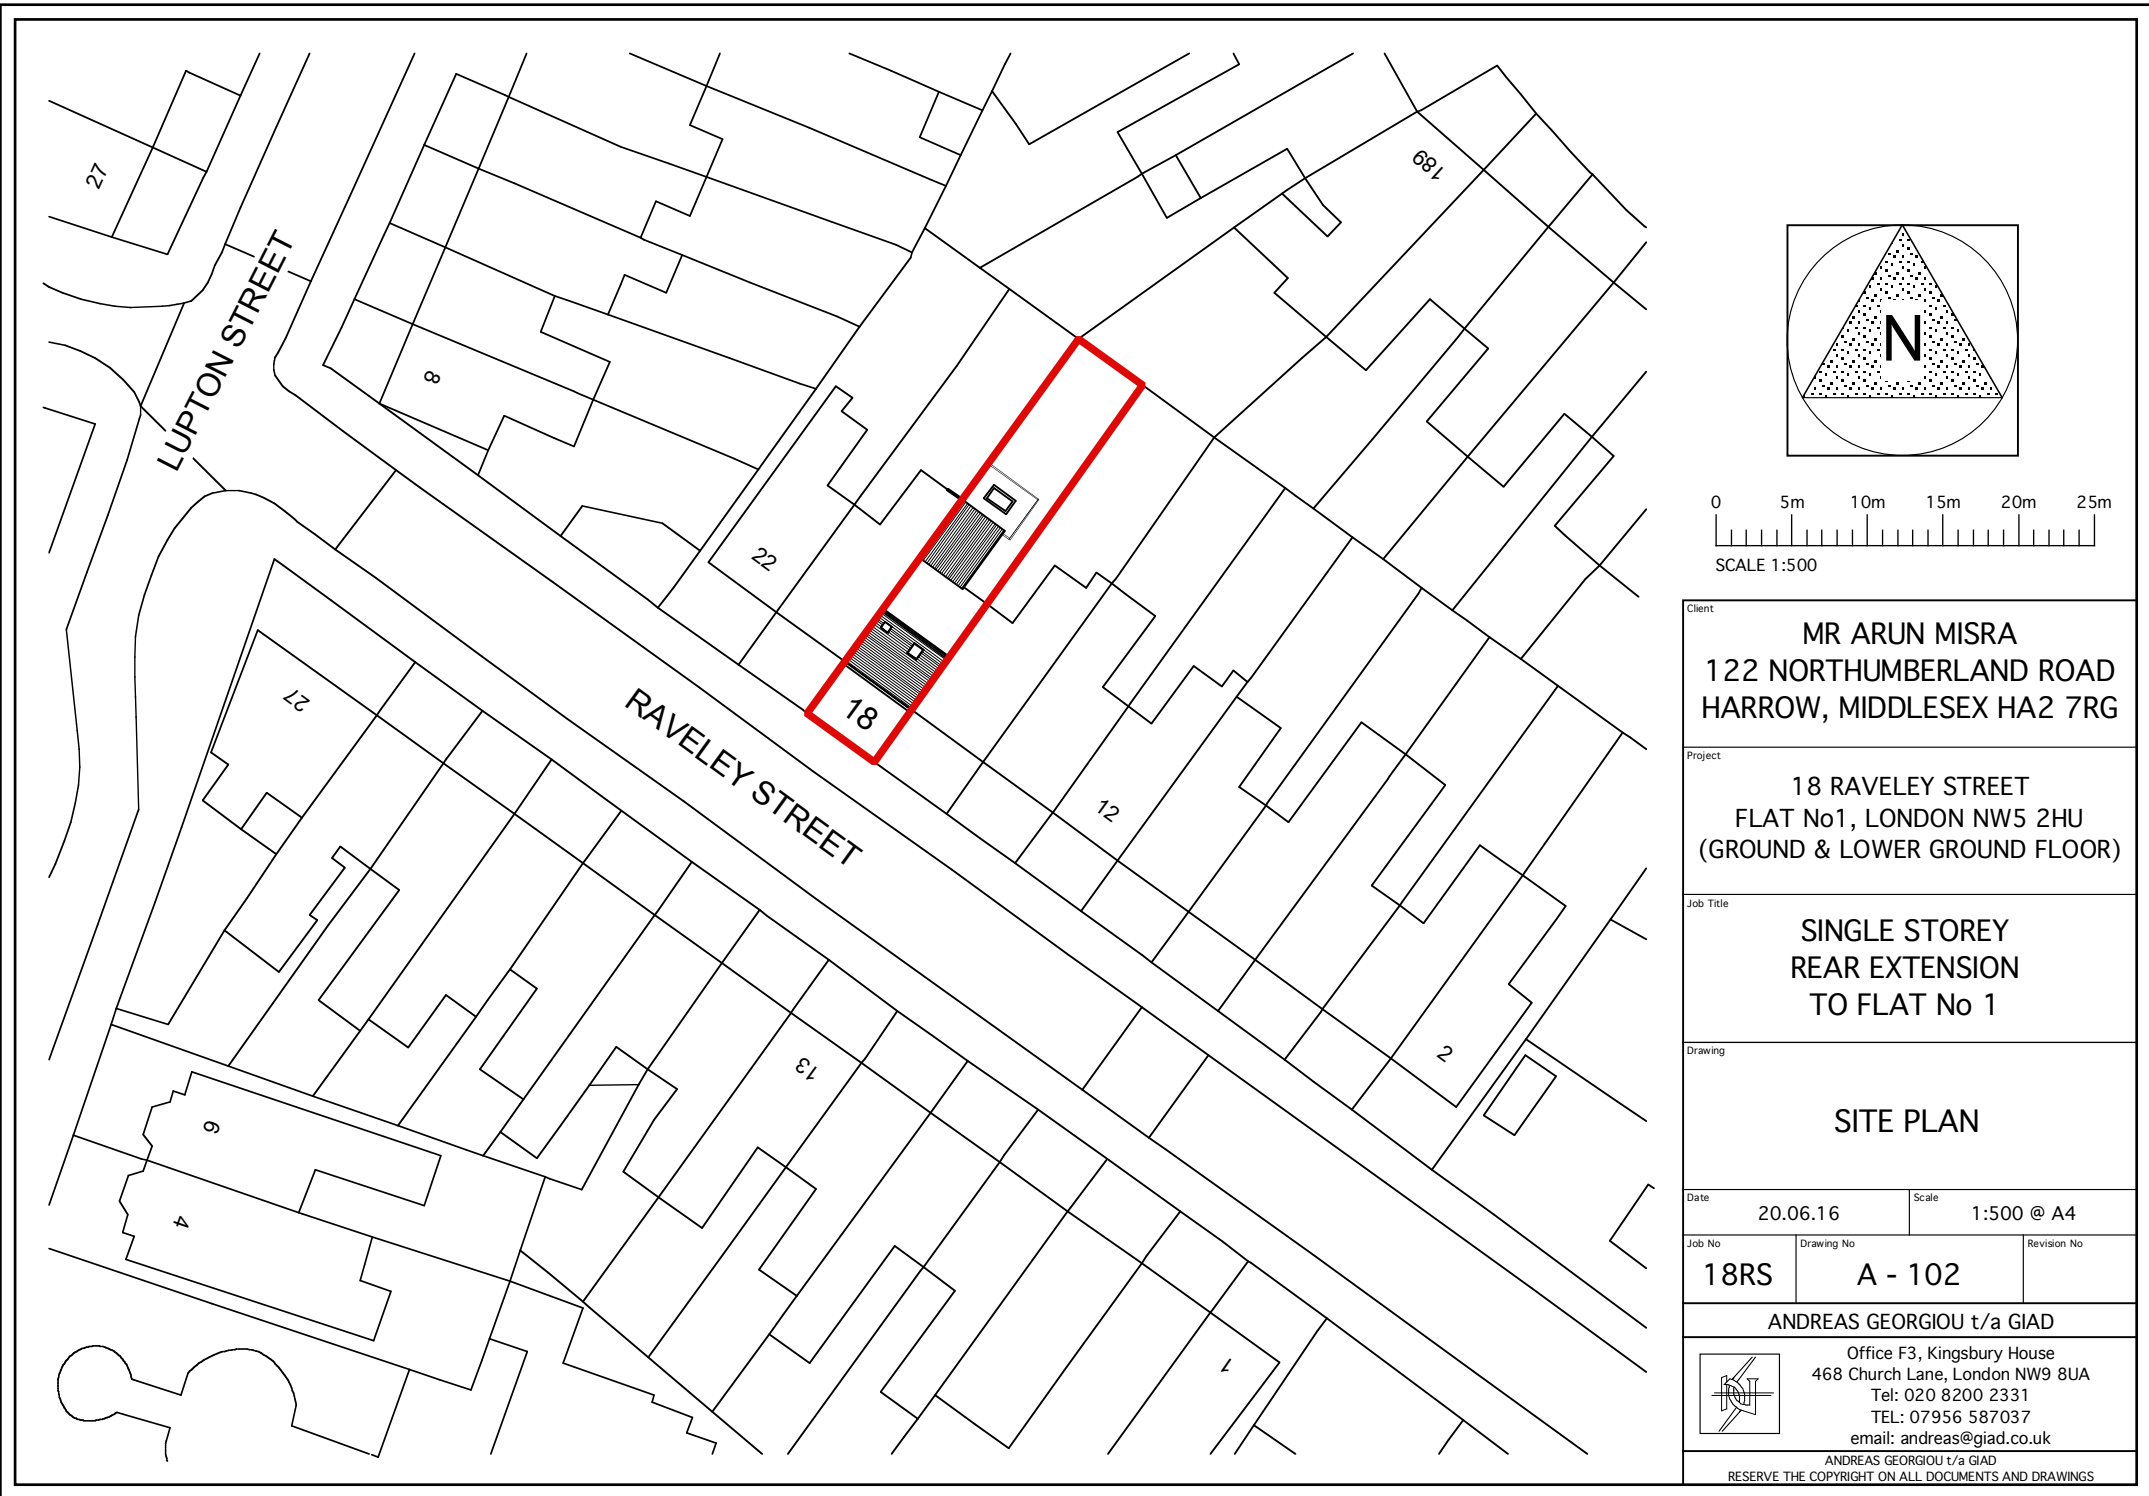 27
LUPTON STREET
8
189
22
18
RAVELEY STREET
27
12
2
13
6
4
1
N
0 5m 10m 15m 20m 25m
SCALE 1:500
Client
MR ARUN MISRA
122 NORTHUMBERLAND ROAD
HARROW, MIDDLESEX HA2 7RG
Project
18 RAVELEY STREET
FLAT No1, LONDON NW5 2HU
(GROUND & LOWER GROUND FLOOR)
Job Title
SINGLE STOREY
REAR EXTENSION
TO FLAT No 1
Drawing
SITE PLAN
Date
20.06.16
Scale
1:500 @ A4
Job No
18RS
Drawing No
A - 102
Revision No
ANDREAS GEORGIOU t/a GIAD
Office F3, Kingsbury House
468 Church Lane, London NW9 8UA
Tel: 020 8200 2331
TEL: 07956 587037
email: andreas@giad.co.uk
ANDREAS GEORGIOU t/a GIAD
RESERVE THE COPYRIGHT ON ALL DOCUMENTS AND DRAWINGS